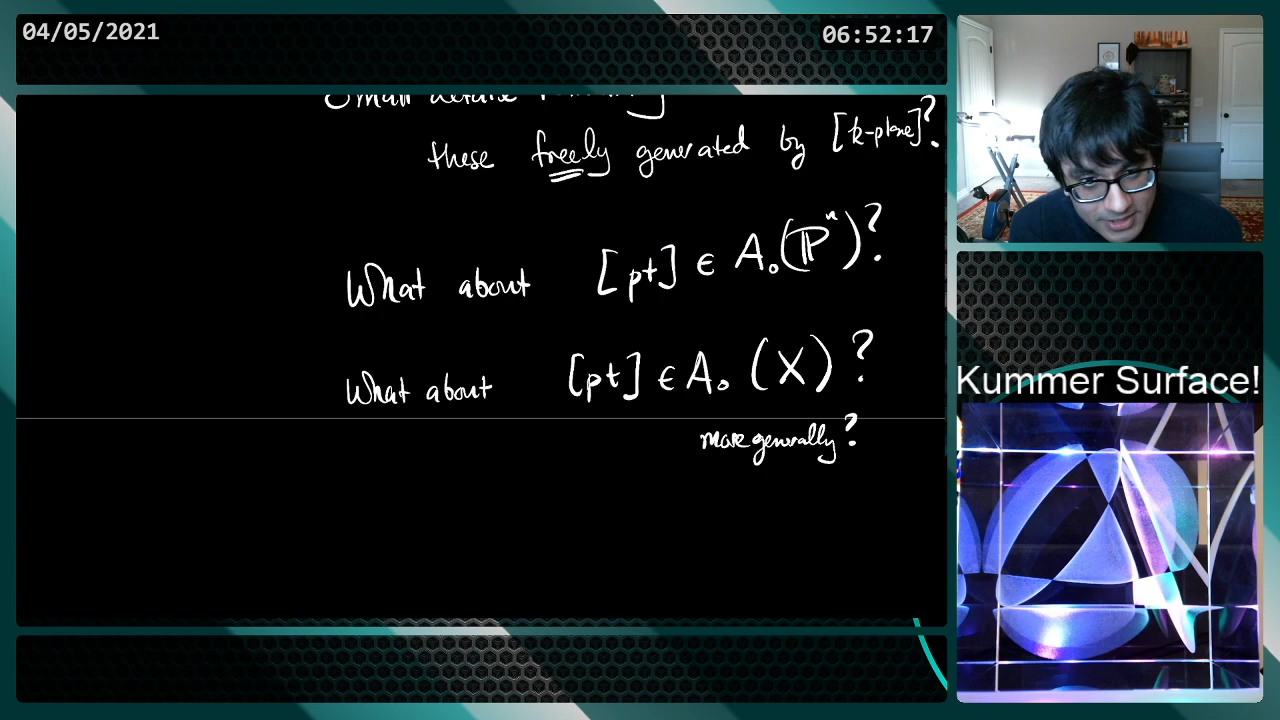 04/05/2021
06:52:17
these freely generated by [k-plane]?
What about [pt] ∈ A₀(ℙⁿ)?
What about [pt] ∈ A₀ (X)?
more generally?
Kummer Surface!